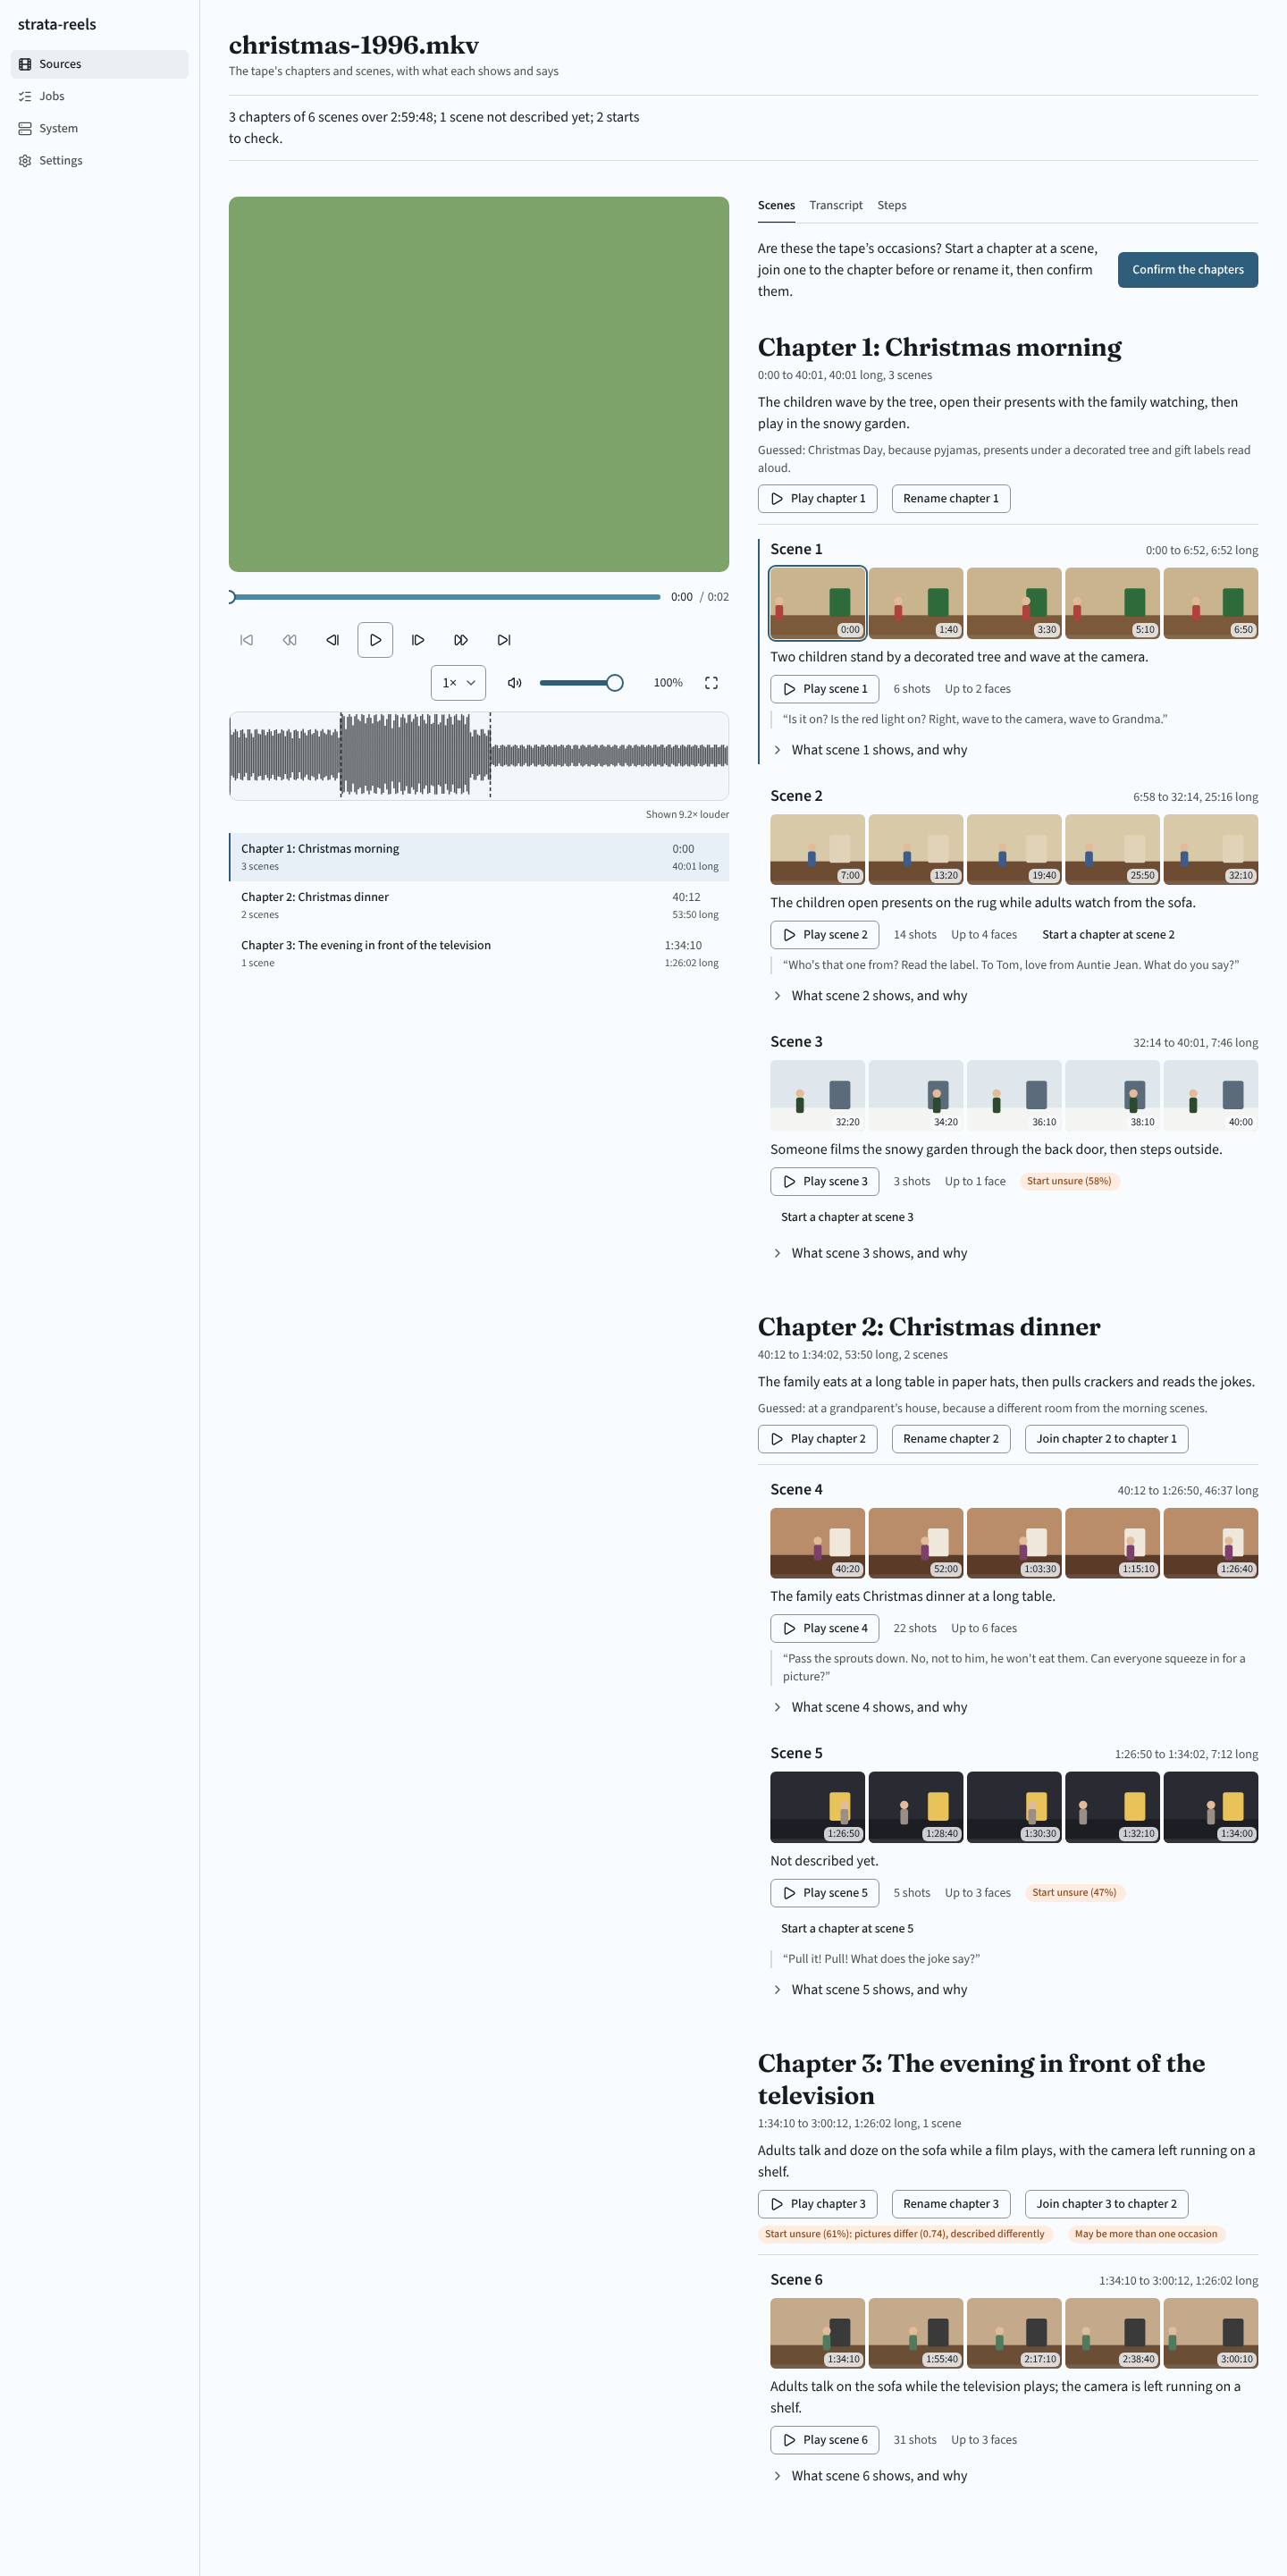 strata-reels
Sources
Jobs
System
Settings
christmas-1996.mkv
The tape's chapters and scenes, with what each shows and says
3 chapters of 6 scenes over 2:59:48; 1 scene not described yet; 2 starts
to check.
0:00 / 0:02
1×
100%
Shown 9.2× louder
Chapter 1: Christmas morning 0:00
3 scenes 40:01 long
Chapter 2: Christmas dinner 40:12
2 scenes 53:50 long
Chapter 3: The evening in front of the television 1:34:10
1 scene 1:26:02 long
Scenes Transcript Steps
Are these the tape’s occasions? Start a chapter at a scene,
join one to the chapter before or rename it, then confirm
them.
Confirm the chapters
Chapter 1: Christmas morning
0:00 to 40:01, 40:01 long, 3 scenes
The children wave by the tree, open their presents with the family watching, then
play in the snowy garden.
Guessed: Christmas Day, because pyjamas, presents under a decorated tree and gift labels read
aloud.
Play chapter 1 Rename chapter 1
Scene 1 0:00 to 6:52, 6:52 long
0:00 1:40 3:30 5:10 6:50
Two children stand by a decorated tree and wave at the camera.
Play scene 1 6 shots Up to 2 faces
“Is it on? Is the red light on? Right, wave to the camera, wave to Grandma.”
What scene 1 shows, and why
Scene 2 6:58 to 32:14, 25:16 long
7:00 13:20 19:40 25:50 32:10
The children open presents on the rug while adults watch from the sofa.
Play scene 2 14 shots Up to 4 faces Start a chapter at scene 2
“Who's that one from? Read the label. To Tom, love from Auntie Jean. What do you say?”
What scene 2 shows, and why
Scene 3 32:14 to 40:01, 7:46 long
32:20 34:20 36:10 38:10 40:00
Someone films the snowy garden through the back door, then steps outside.
Play scene 3 3 shots Up to 1 face Start unsure (58%)
Start a chapter at scene 3
What scene 3 shows, and why
Chapter 2: Christmas dinner
40:12 to 1:34:02, 53:50 long, 2 scenes
The family eats at a long table in paper hats, then pulls crackers and reads the jokes.
Guessed: at a grandparent’s house, because a different room from the morning scenes.
Play chapter 2 Rename chapter 2 Join chapter 2 to chapter 1
Scene 4 40:12 to 1:26:50, 46:37 long
40:20 52:00 1:03:30 1:15:10 1:26:40
The family eats Christmas dinner at a long table.
Play scene 4 22 shots Up to 6 faces
“Pass the sprouts down. No, not to him, he won't eat them. Can everyone squeeze in for a
picture?”
What scene 4 shows, and why
Scene 5 1:26:50 to 1:34:02, 7:12 long
1:26:50 1:28:40 1:30:30 1:32:10 1:34:00
Not described yet.
Play scene 5 5 shots Up to 3 faces Start unsure (47%)
Start a chapter at scene 5
“Pull it! Pull! What does the joke say?”
What scene 5 shows, and why
Chapter 3: The evening in front of the
television
1:34:10 to 3:00:12, 1:26:02 long, 1 scene
Adults talk and doze on the sofa while a film plays, with the camera left running on a
shelf.
Play chapter 3 Rename chapter 3 Join chapter 3 to chapter 2
Start unsure (61%): pictures differ (0.74), described differently May be more than one occasion
Scene 6 1:34:10 to 3:00:12, 1:26:02 long
1:34:10 1:55:40 2:17:10 2:38:40 3:00:10
Adults talk on the sofa while the television plays; the camera is left running on a
shelf.
Play scene 6 31 shots Up to 3 faces
What scene 6 shows, and why